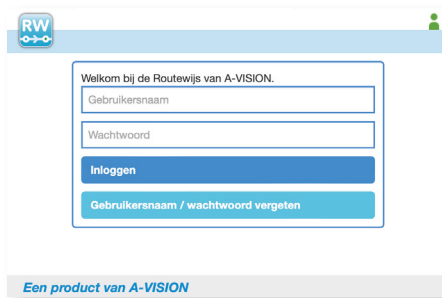 RW
Welkom bij de Routewijs van A-VISION.
Gebruikersnaam
Wachtwoord
Inloggen
Gebruikersnaam / wachtwoord vergeten
Een product van A-VISION